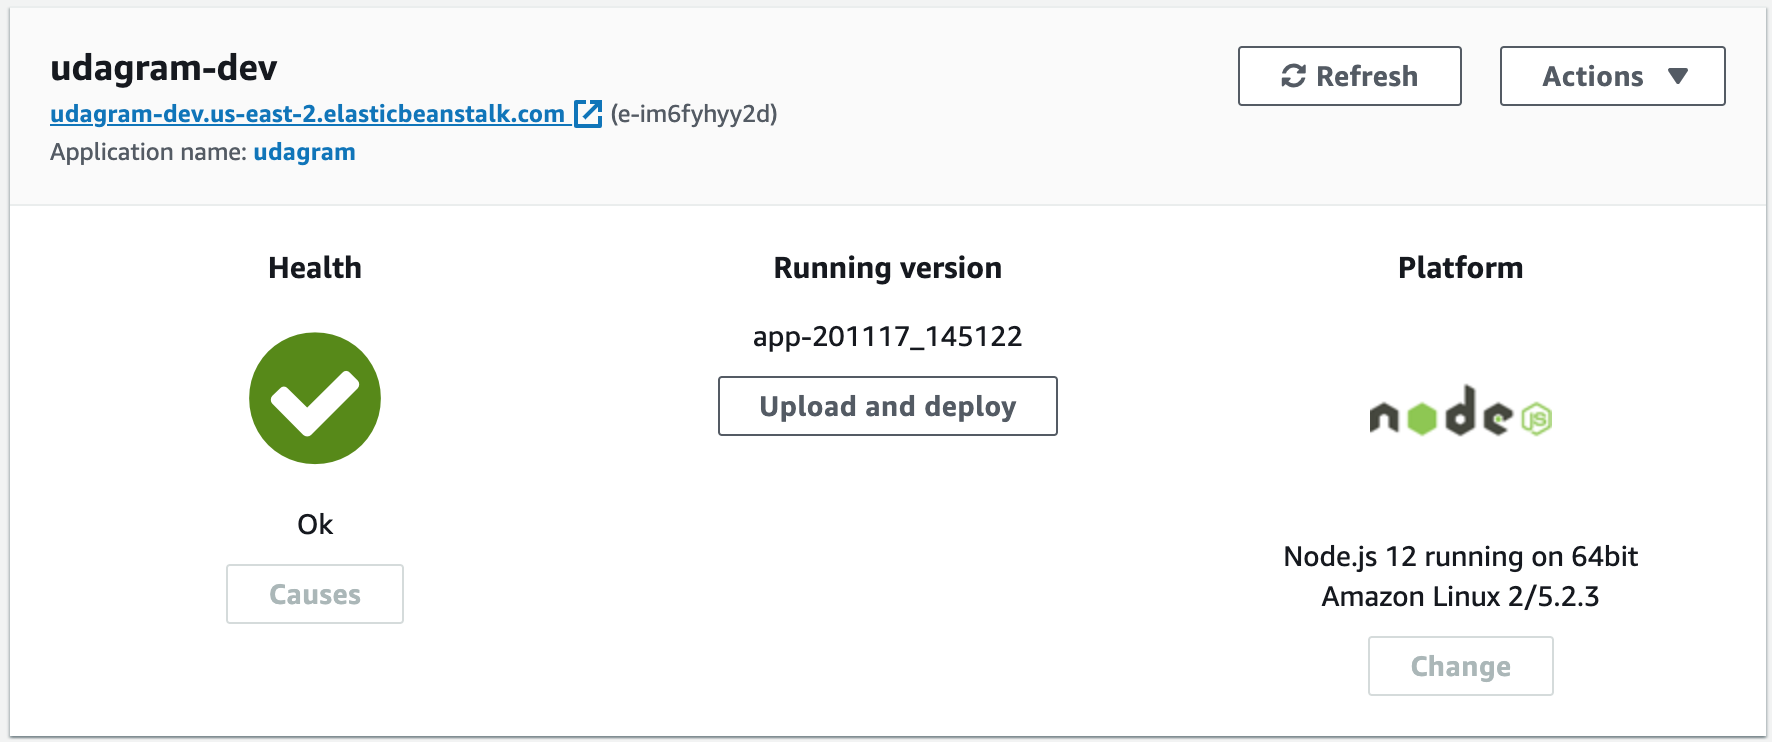 udagram-dev
udagram-dev.us-east-2.elasticbeanstalk.com (e-im6fyhyy2d)
Application name: udagram
Refresh
Actions
Health
Ok
Causes
Running version
app-201117_145122
Upload and deploy
Platform
node JS
Node.js 12 running on 64bit
Amazon Linux 2/5.2.3
Change